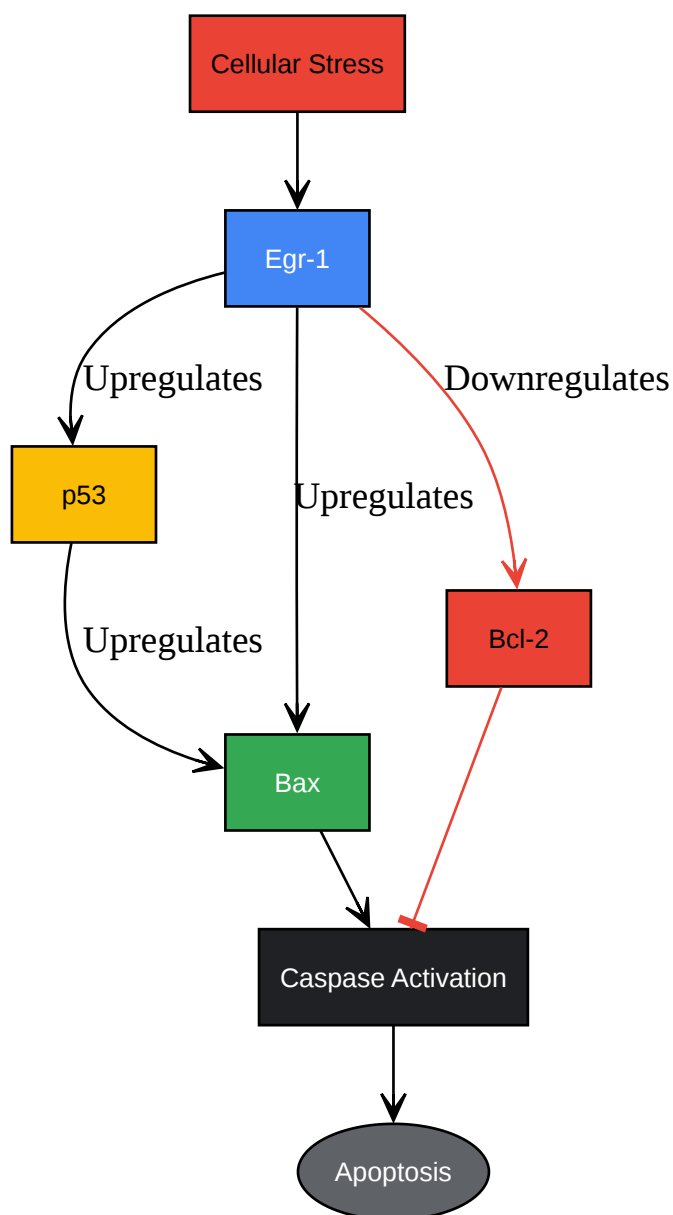 Cellular Stress
Egr-1
Upregulates
Downregulates
p53
Upregulates
Upregulates
Bcl-2
Bax
Caspase Activation
Apoptosis